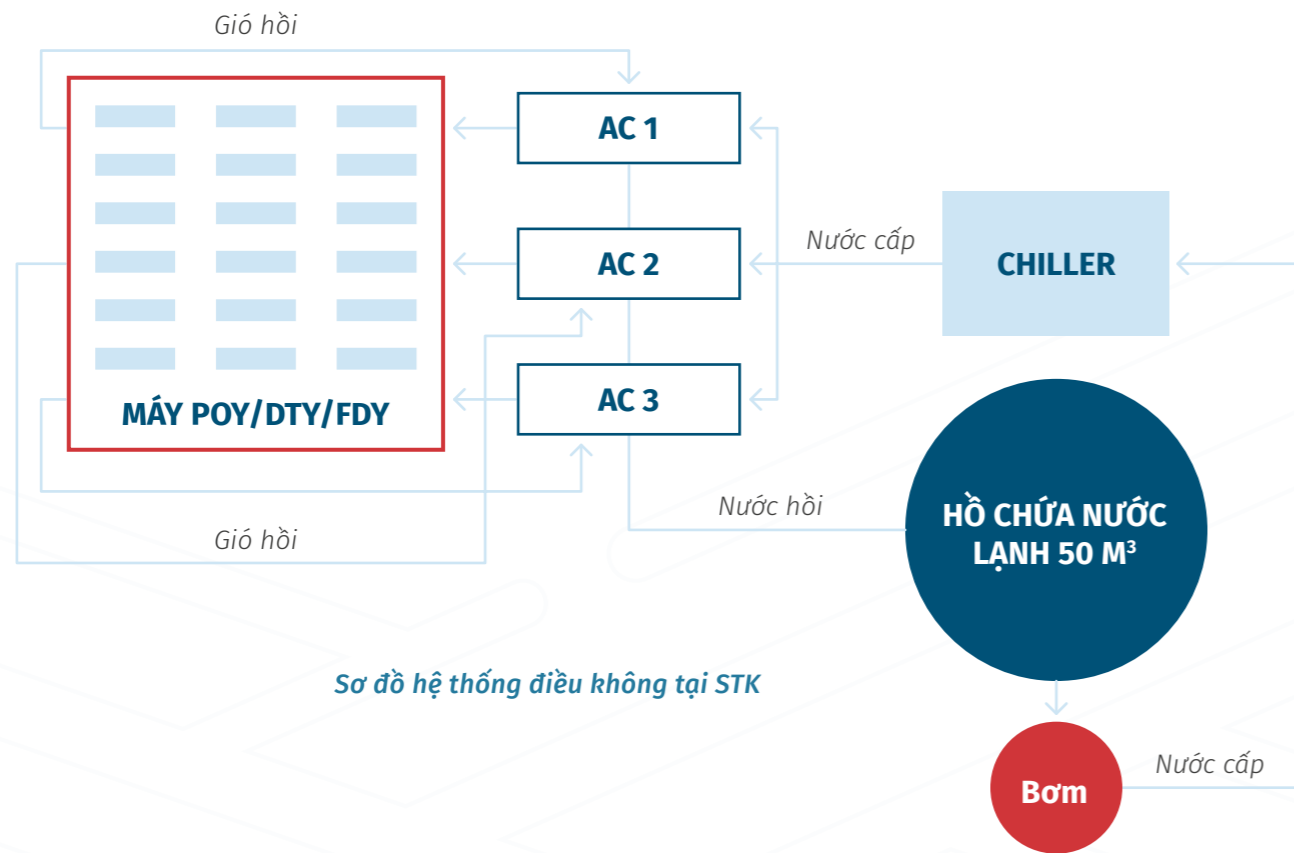 Gió hồi
AC 1
AC 2
Nước cấp
CHILLER
AC 3
MÁY POY/DTY/FDY
Nước hồi
HỒ CHỨA NƯỚC
LẠNH 50 M³
Gió hồi
Sơ đồ hệ thống điều không tại STK
Nước cấp
Bơm